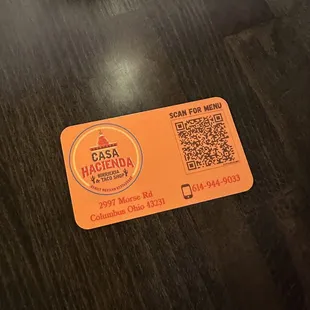 CASA
HACIENDA
BIRRIERIA
& TACO SHOP
SCAN FOR MENU
2997 Morse Rd
Columbus Ohio 43231
614-944-9033